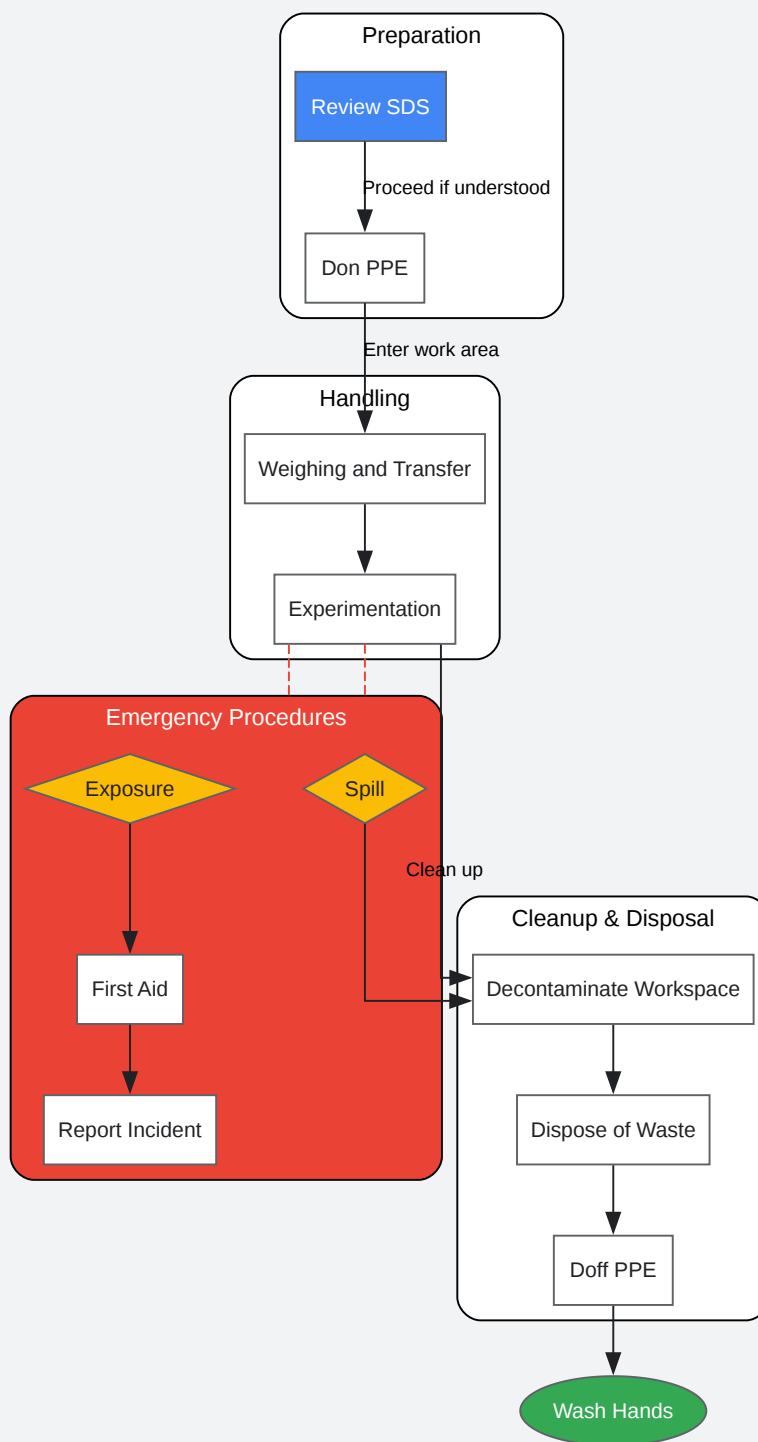 Preparation
Review SDS
Proceed if understood
Don PPE
Enter work area
Handling
Weighing and Transfer
Experimentation
Emergency Procedures
Exposure
Spill
Clean up
First Aid
Report Incident
Cleanup & Disposal
Decontaminate Workspace
Dispose of Waste
Doff PPE
Wash Hands